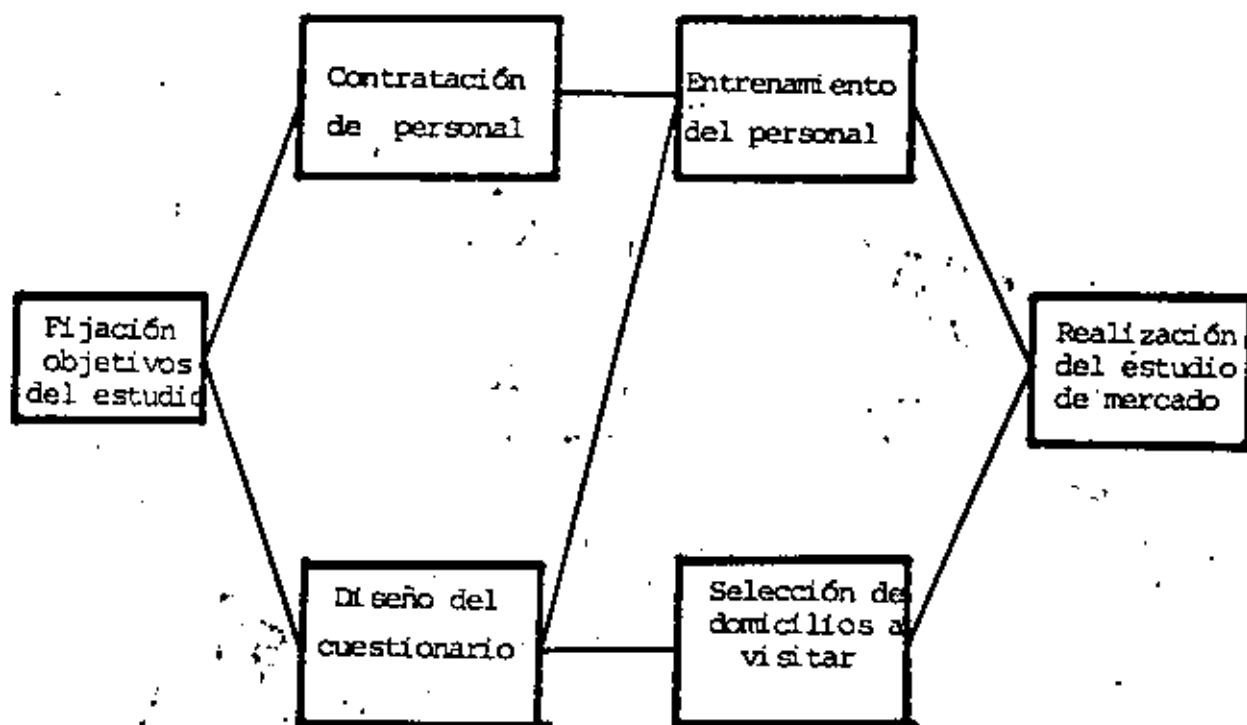 Contratación
de personal
Entrenamiento
del personal
Fijación
objetivos
del estudio
Realización
del estudio
de mercado
Diseño del
cuestionario
Selección de
domicilios a
visitar